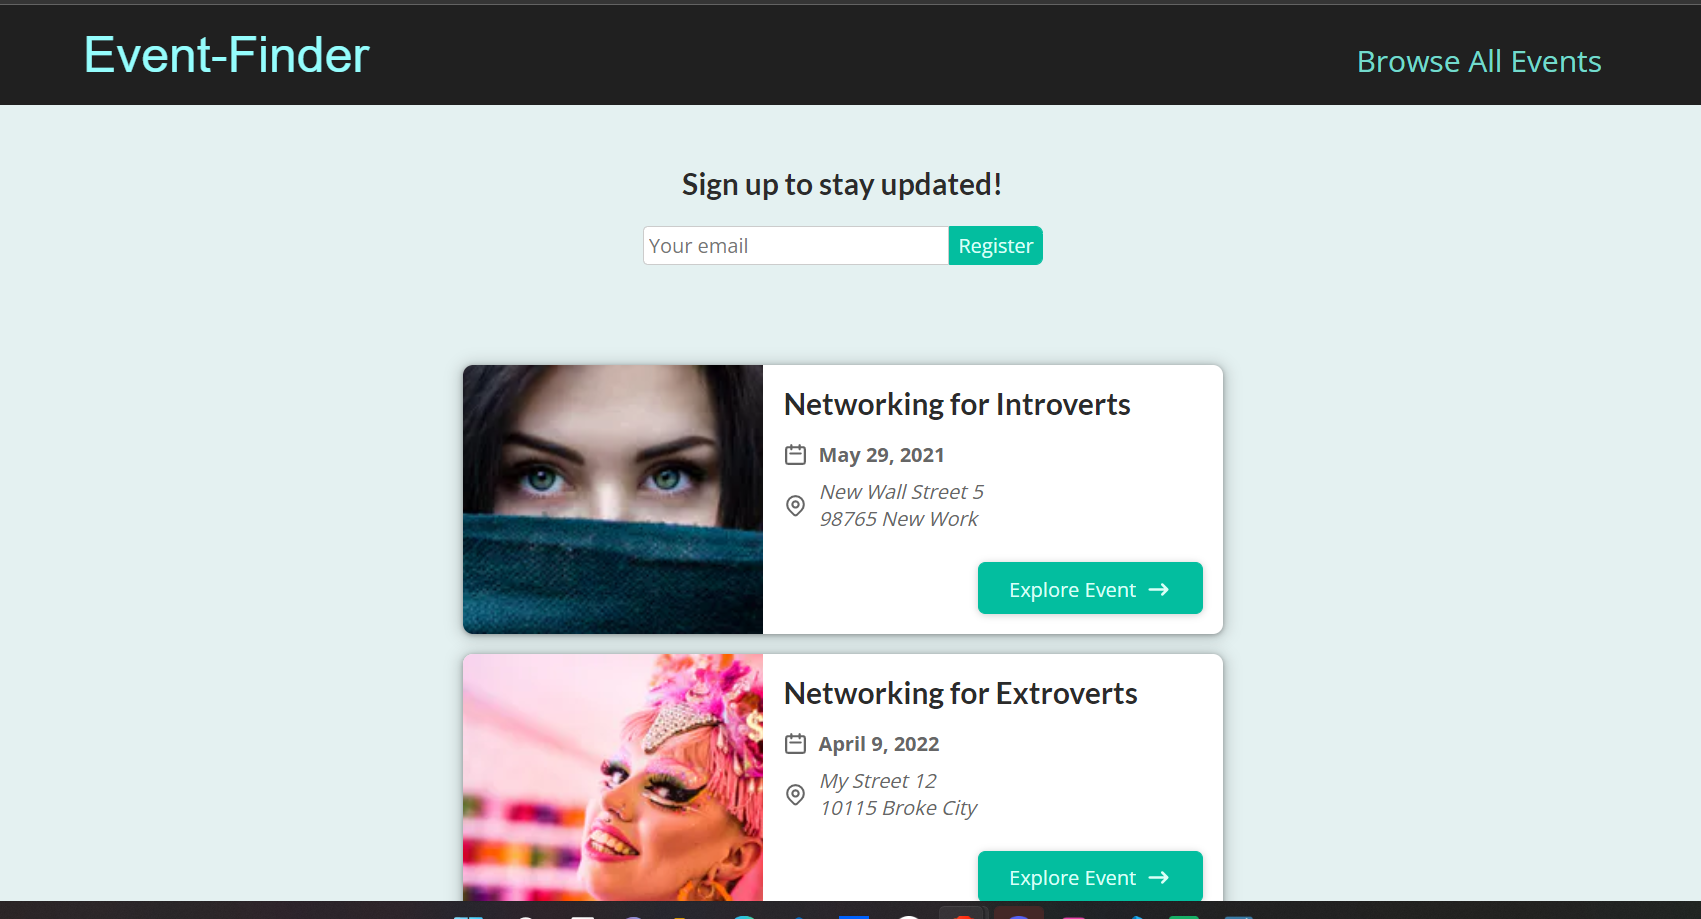 Event-Finder
Browse All Events
Sign up to stay updated!
Your email
Register
Networking for Introverts
May 29, 2021
New Wall Street 5
98765 New Work
Explore Event
Networking for Extroverts
April 9, 2022
My Street 12
10115 Broke City
Explore Event